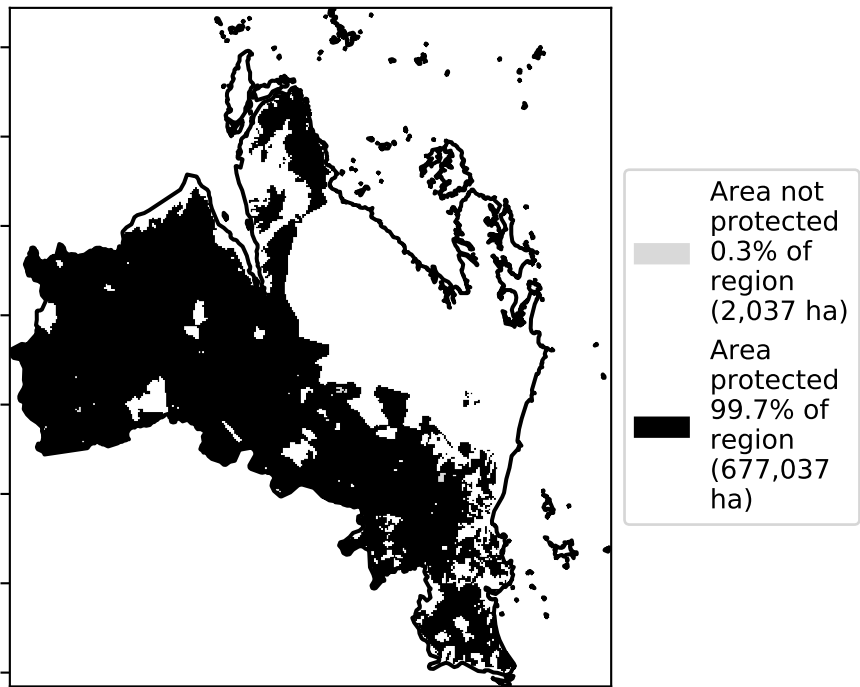 Area not
protected
0.3% of
region
(2,037 ha)
Area
protected
99.7% of
region
(677,037
ha)